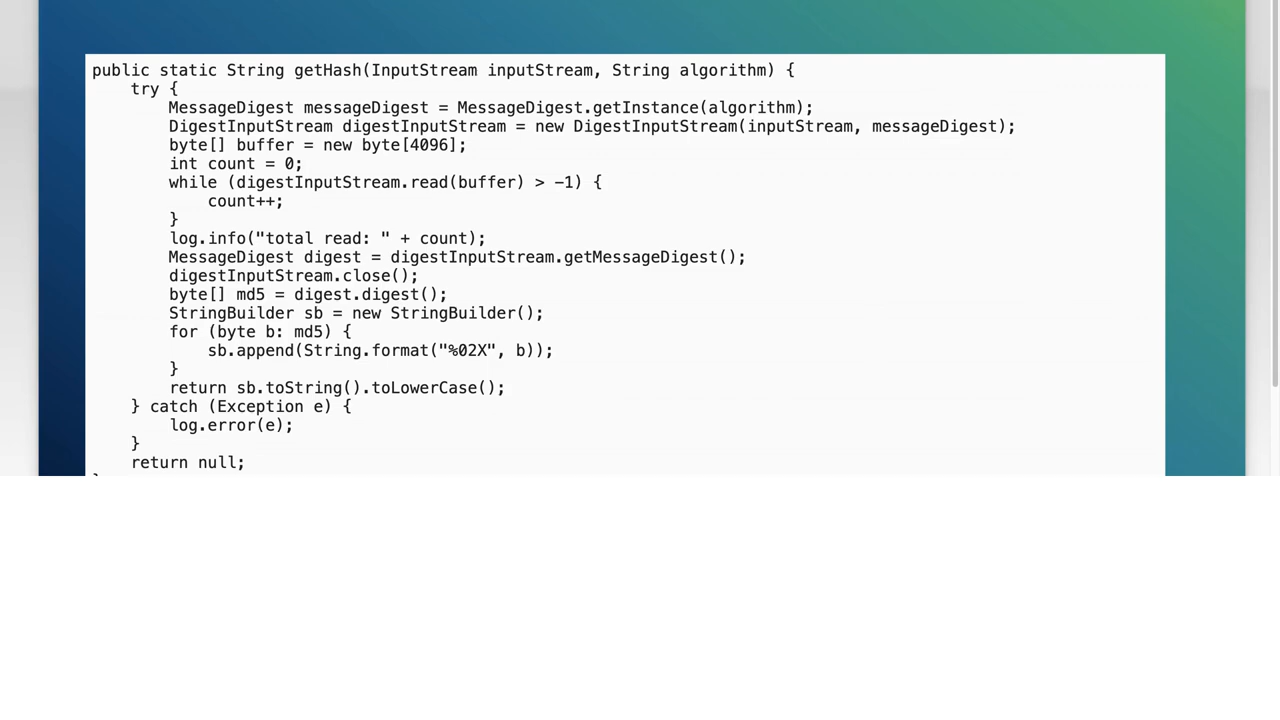 public static String getHash(InputStream inputStream, String algorithm) {
    try {
        MessageDigest messageDigest = MessageDigest.getInstance(algorithm);
        DigestInputStream digestInputStream = new DigestInputStream(inputStream, messageDigest);
        byte[] buffer = new byte[4096];
        int count = 0;
        while (digestInputStream.read(buffer) > -1) {
            count++;
        }
        log.info("total read: " + count);
        MessageDigest digest = digestInputStream.getMessageDigest();
        digestInputStream.close();
        byte[] md5 = digest.digest();
        StringBuilder sb = new StringBuilder();
        for (byte b: md5) {
            sb.append(String.format("%02X", b));
        }
        return sb.toString().toLowerCase();
    } catch (Exception e) {
        log.error(e);
    }
    return null;